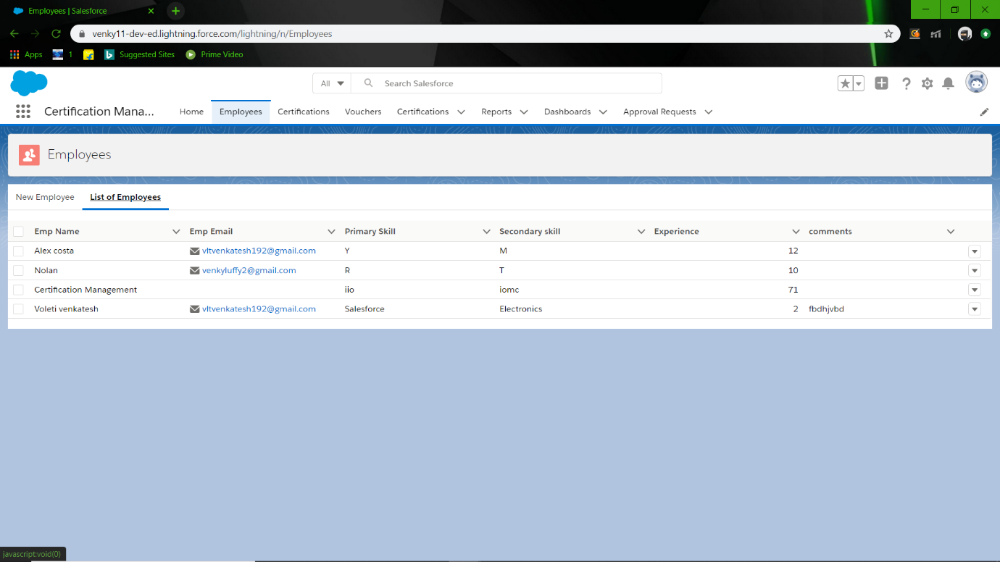 Employees | Salesforce
venky11-dev-ed.lightning.force.com/lightning/n/Employees
Apps 1 Suggested Sites Prime Video
All Search Salesforce
Certification Mana... Home Employees Certifications Vouchers Certifications Reports Dashboards Approval Requests
Employees
New Employee List of Employees
Emp Name Emp Email Primary Skill Secondary skill Experience comments
Alex costa vltvenkatesh192@gmail.com Y M 12
Nolan venkyluffy2@gmail.com R T 10
Certification Management iio iomc 71
Voleti venkatesh vltvenkatesh192@gmail.com Salesforce Electronics 2 fbdhjvbd
javascript:void(0)